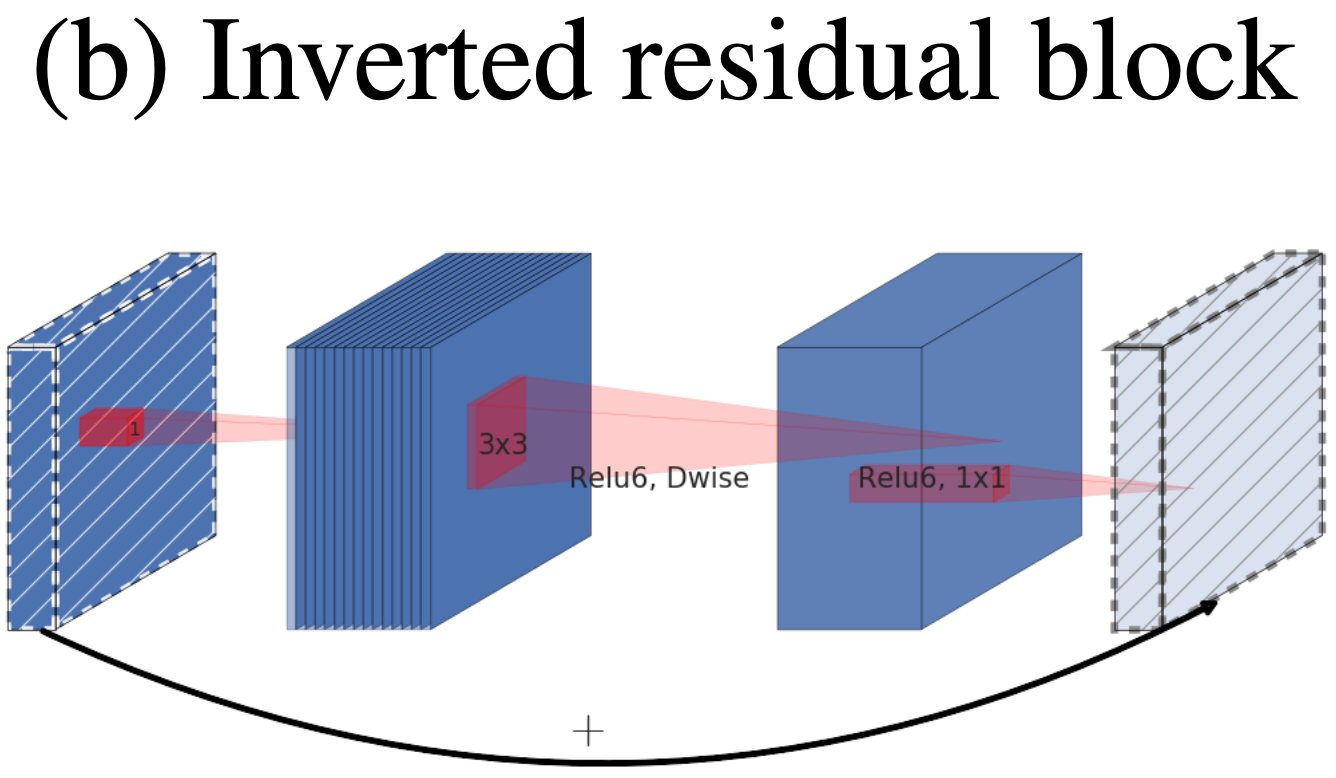 (b) Inverted residual block
1
3x3
Relu6, Dwise
Relu6, 1x1
+